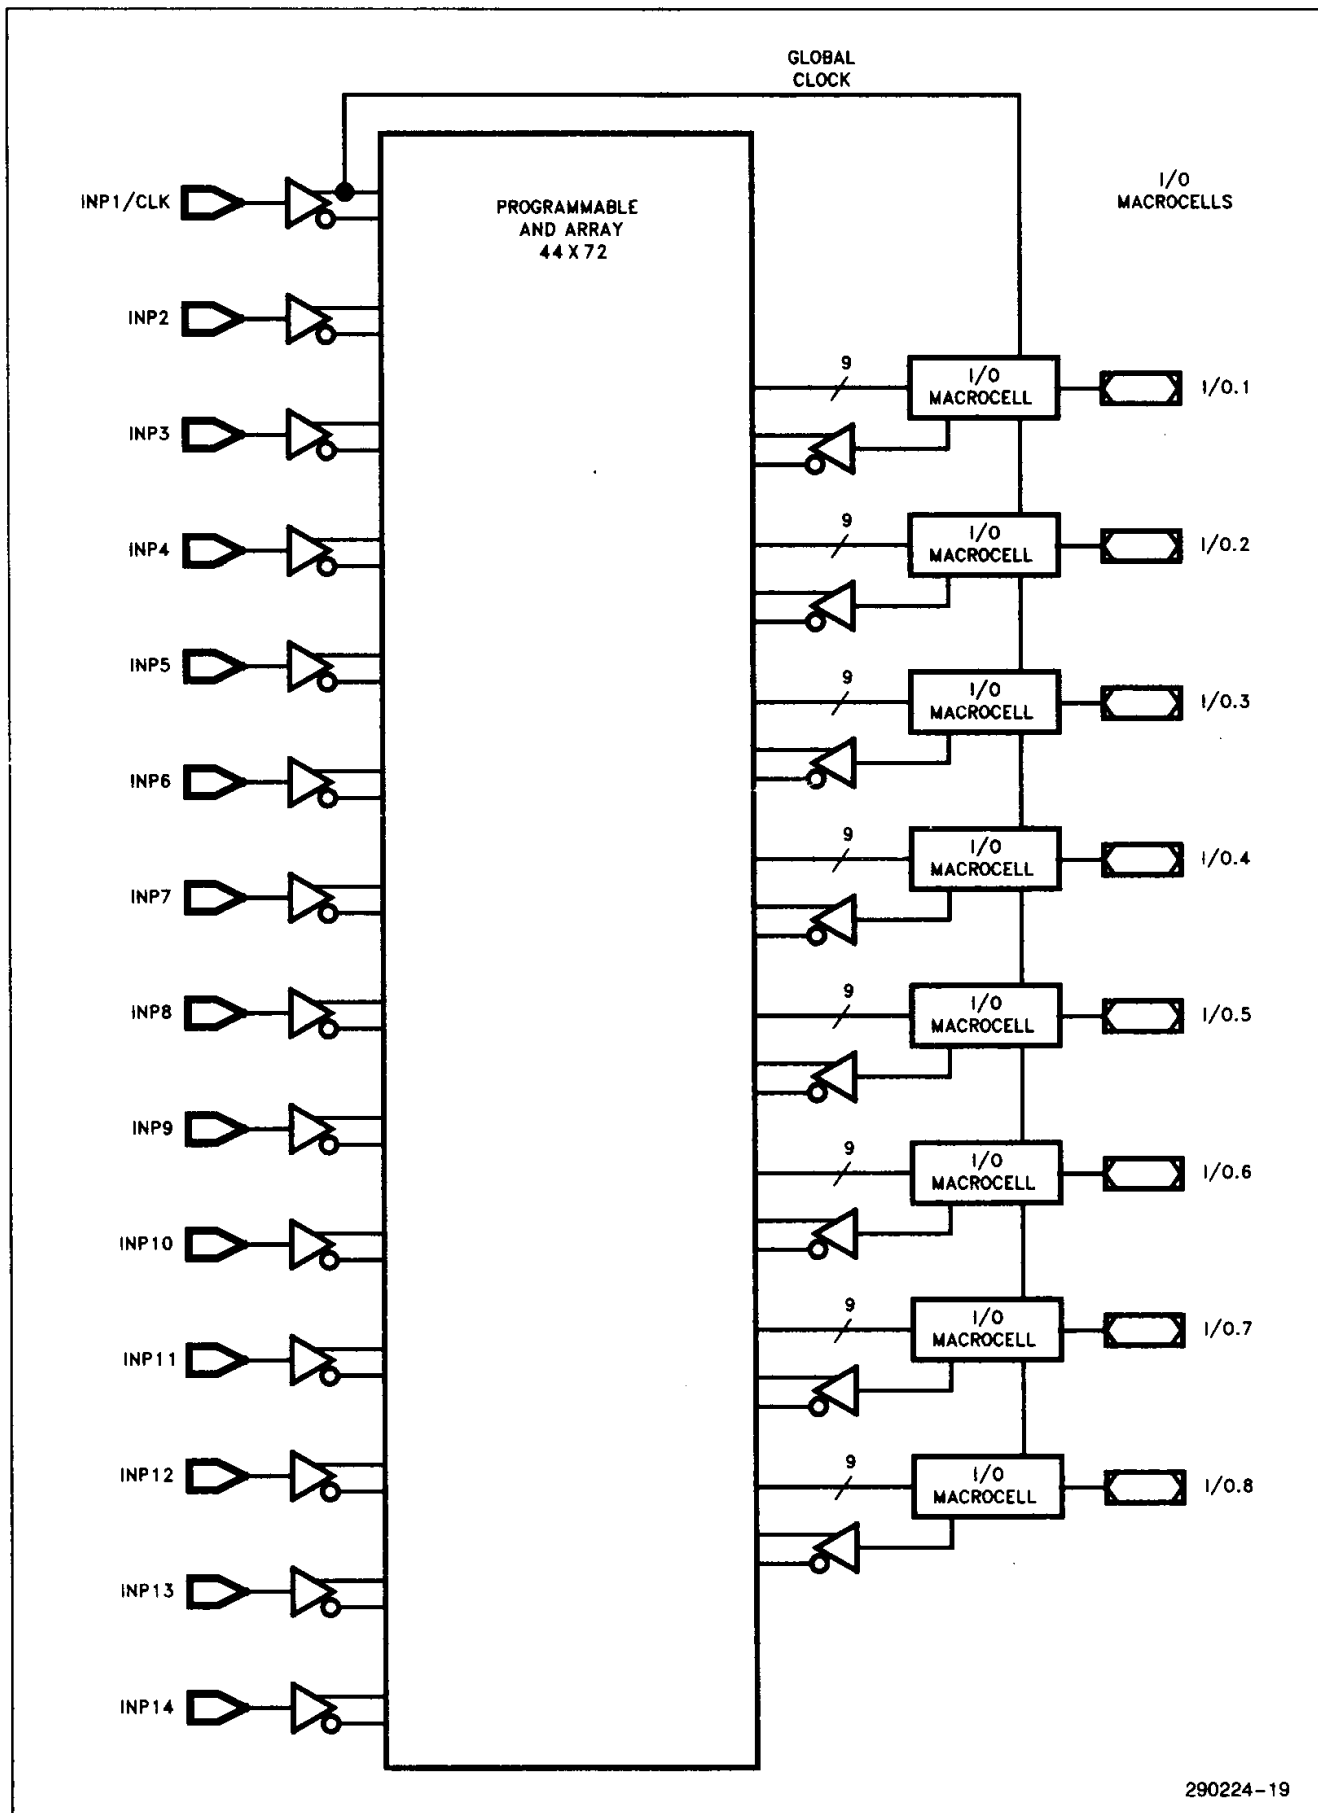 GLOBAL
CLOCK
INP1/CLK
I/O
MACROCELLS
PROGRAMMABLE
AND ARRAY
44X72
INP2
9
I/O
MACROCELL
I/O.1
INP3
9
I/O
MACROCELL
I/O.2
INP4
INP5
9
I/O
MACROCELL
I/O.3
INP6
9
I/O
MACROCELL
I/O.4
INP7
INP8
9
I/O
MACROCELL
I/O.5
INP9
9
I/O
MACROCELL
I/O.6
INP10
9
I/O
MACROCELL
I/O.7
INP11
INP12
9
I/O
MACROCELL
I/O.8
INP13
INP14
290224-19